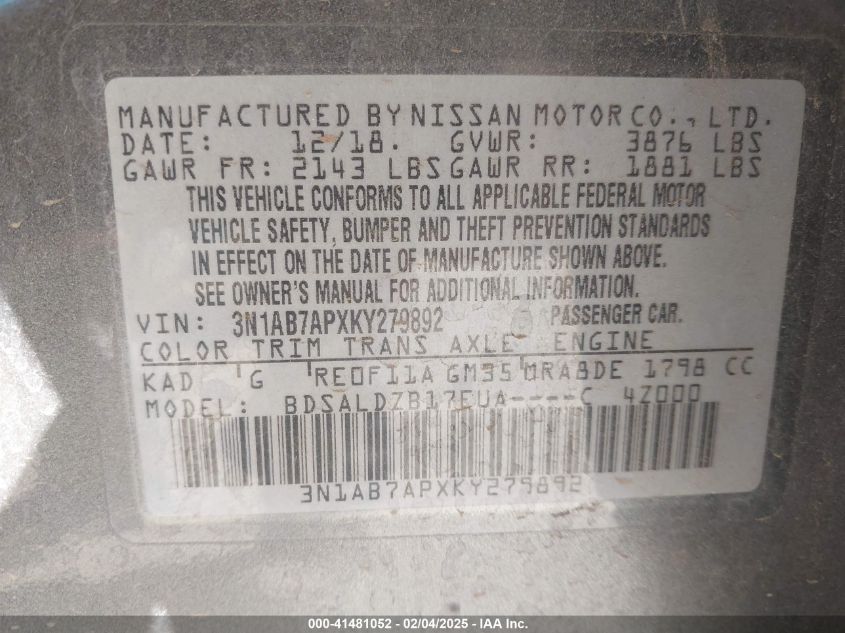 MANUFACTURED BY NISSAN MOTOR CO., LTD.
DATE: 12/18. GVWR: 3876 LBS
GAWR FR: 2143 LBS GAWR RR: 1881 LBS
THIS VEHICLE CONFORMS TO ALL APPLICABLE FEDERAL MOTOR
VEHICLE SAFETY, BUMPER AND THEFT PREVENTION STANDARDS
IN EFFECT ON THE DATE OF MANUFACTURE SHOWN ABOVE.
SEE OWNER'S MANUAL FOR ADDITIONAL INFORMATION.
VIN: 3N1AB7APXKY279892 PASSENGER CAR.
COLOR TRIM TRANS AXLE ENGINE
KAD G RE0F11A GM35 MRA8DE 1798 CC
MODEL: BDSALDZB17EUA----C 4Z000
3N1AB7APXKY279892
000-41481052 - 02/04/2025 - IAA Inc.